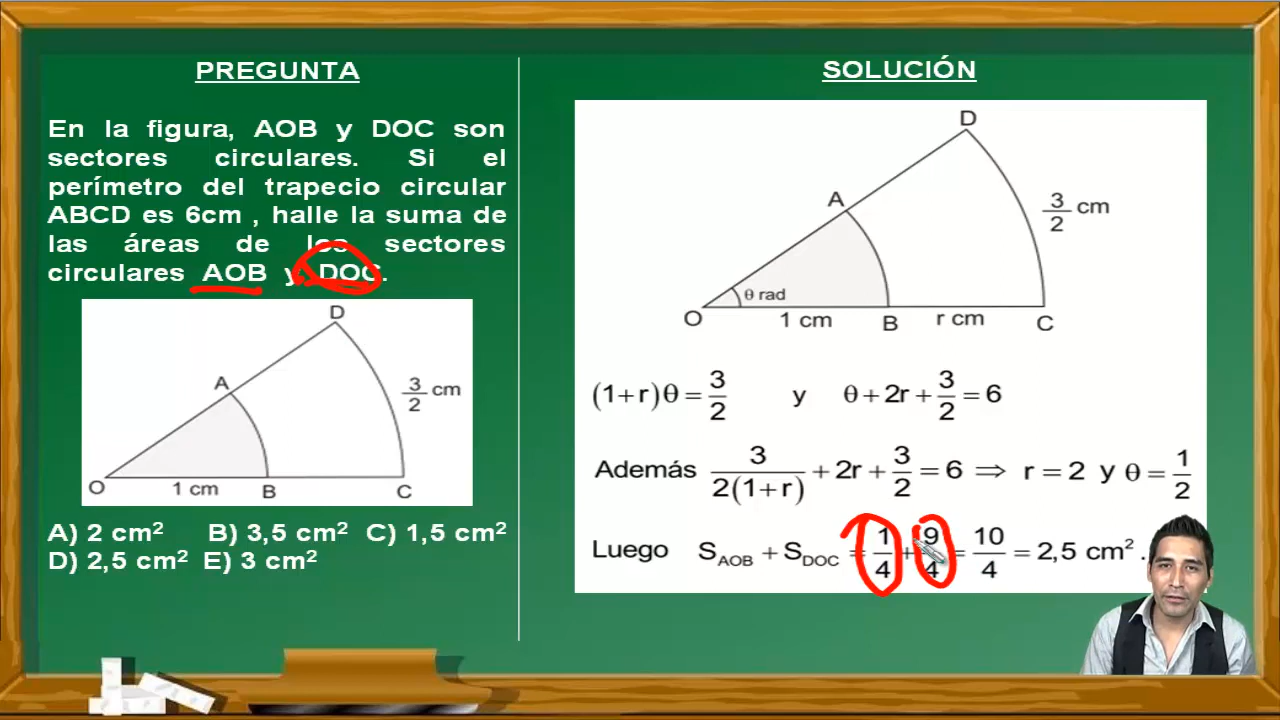 PREGUNTA
En la figura, AOB y DOC son
sectores circulares. Si el
perímetro del trapecio circular
ABCD es 6cm , halle la suma de
las áreas de los sectores
circulares AOB y DOC.
D
A
3/2 cm
O
1 cm
B
C
A) 2 cm² B) 3,5 cm² C) 1,5 cm²
D) 2,5 cm² E) 3 cm²
SOLUCIÓN
D
A
3/2 cm
θ rad
O
1 cm
B
r cm
C
(1+r)θ = 3/2 y θ + 2r + 3/2 = 6
Además 3/2(1+r) + 2r + 3/2 = 6 ⇒ r = 2 y θ = 1/2
Luego S_AOB + S_DOC = 1/4 + 9/4 = 10/4 = 2,5 cm² .